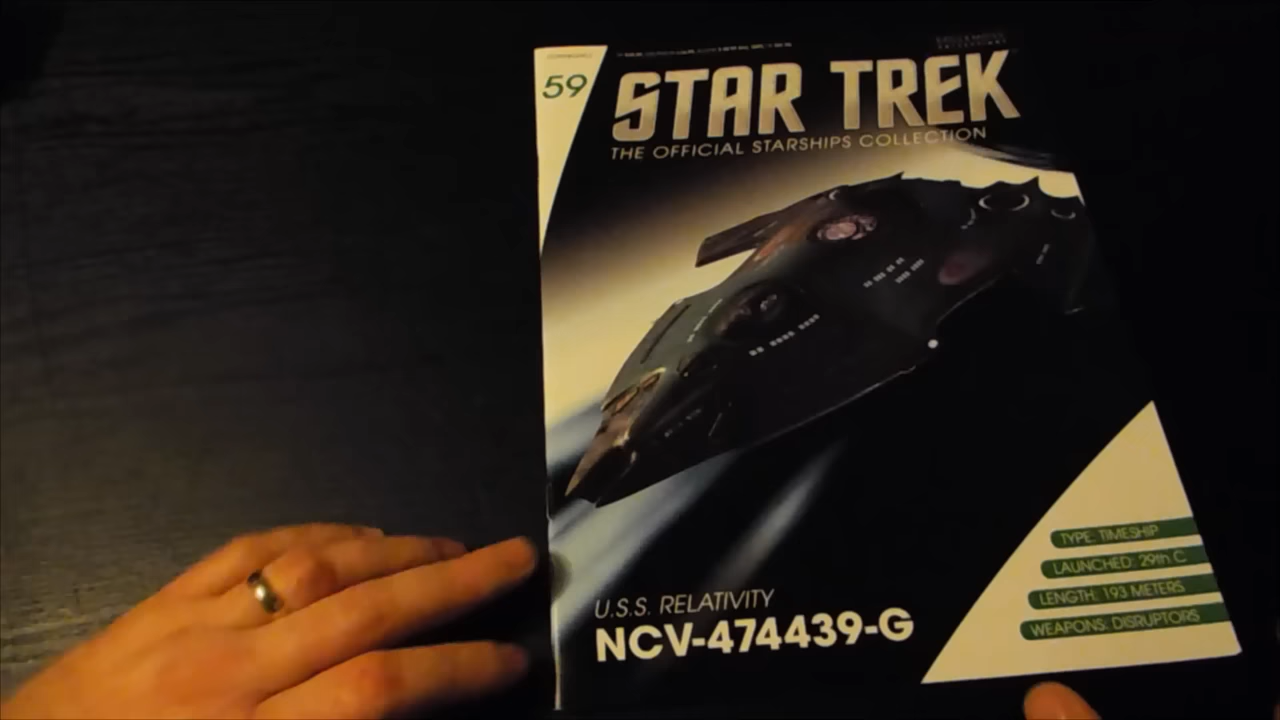 59
STAR TREK
THE OFFICIAL STARSHIPS COLLECTION
U.S.S. RELATIVITY
NCV-474439-G
TYPE: TIMESHIP
LAUNCHED: 29th C
LENGTH: 193 METERS
WEAPONS: DISRUPTORS